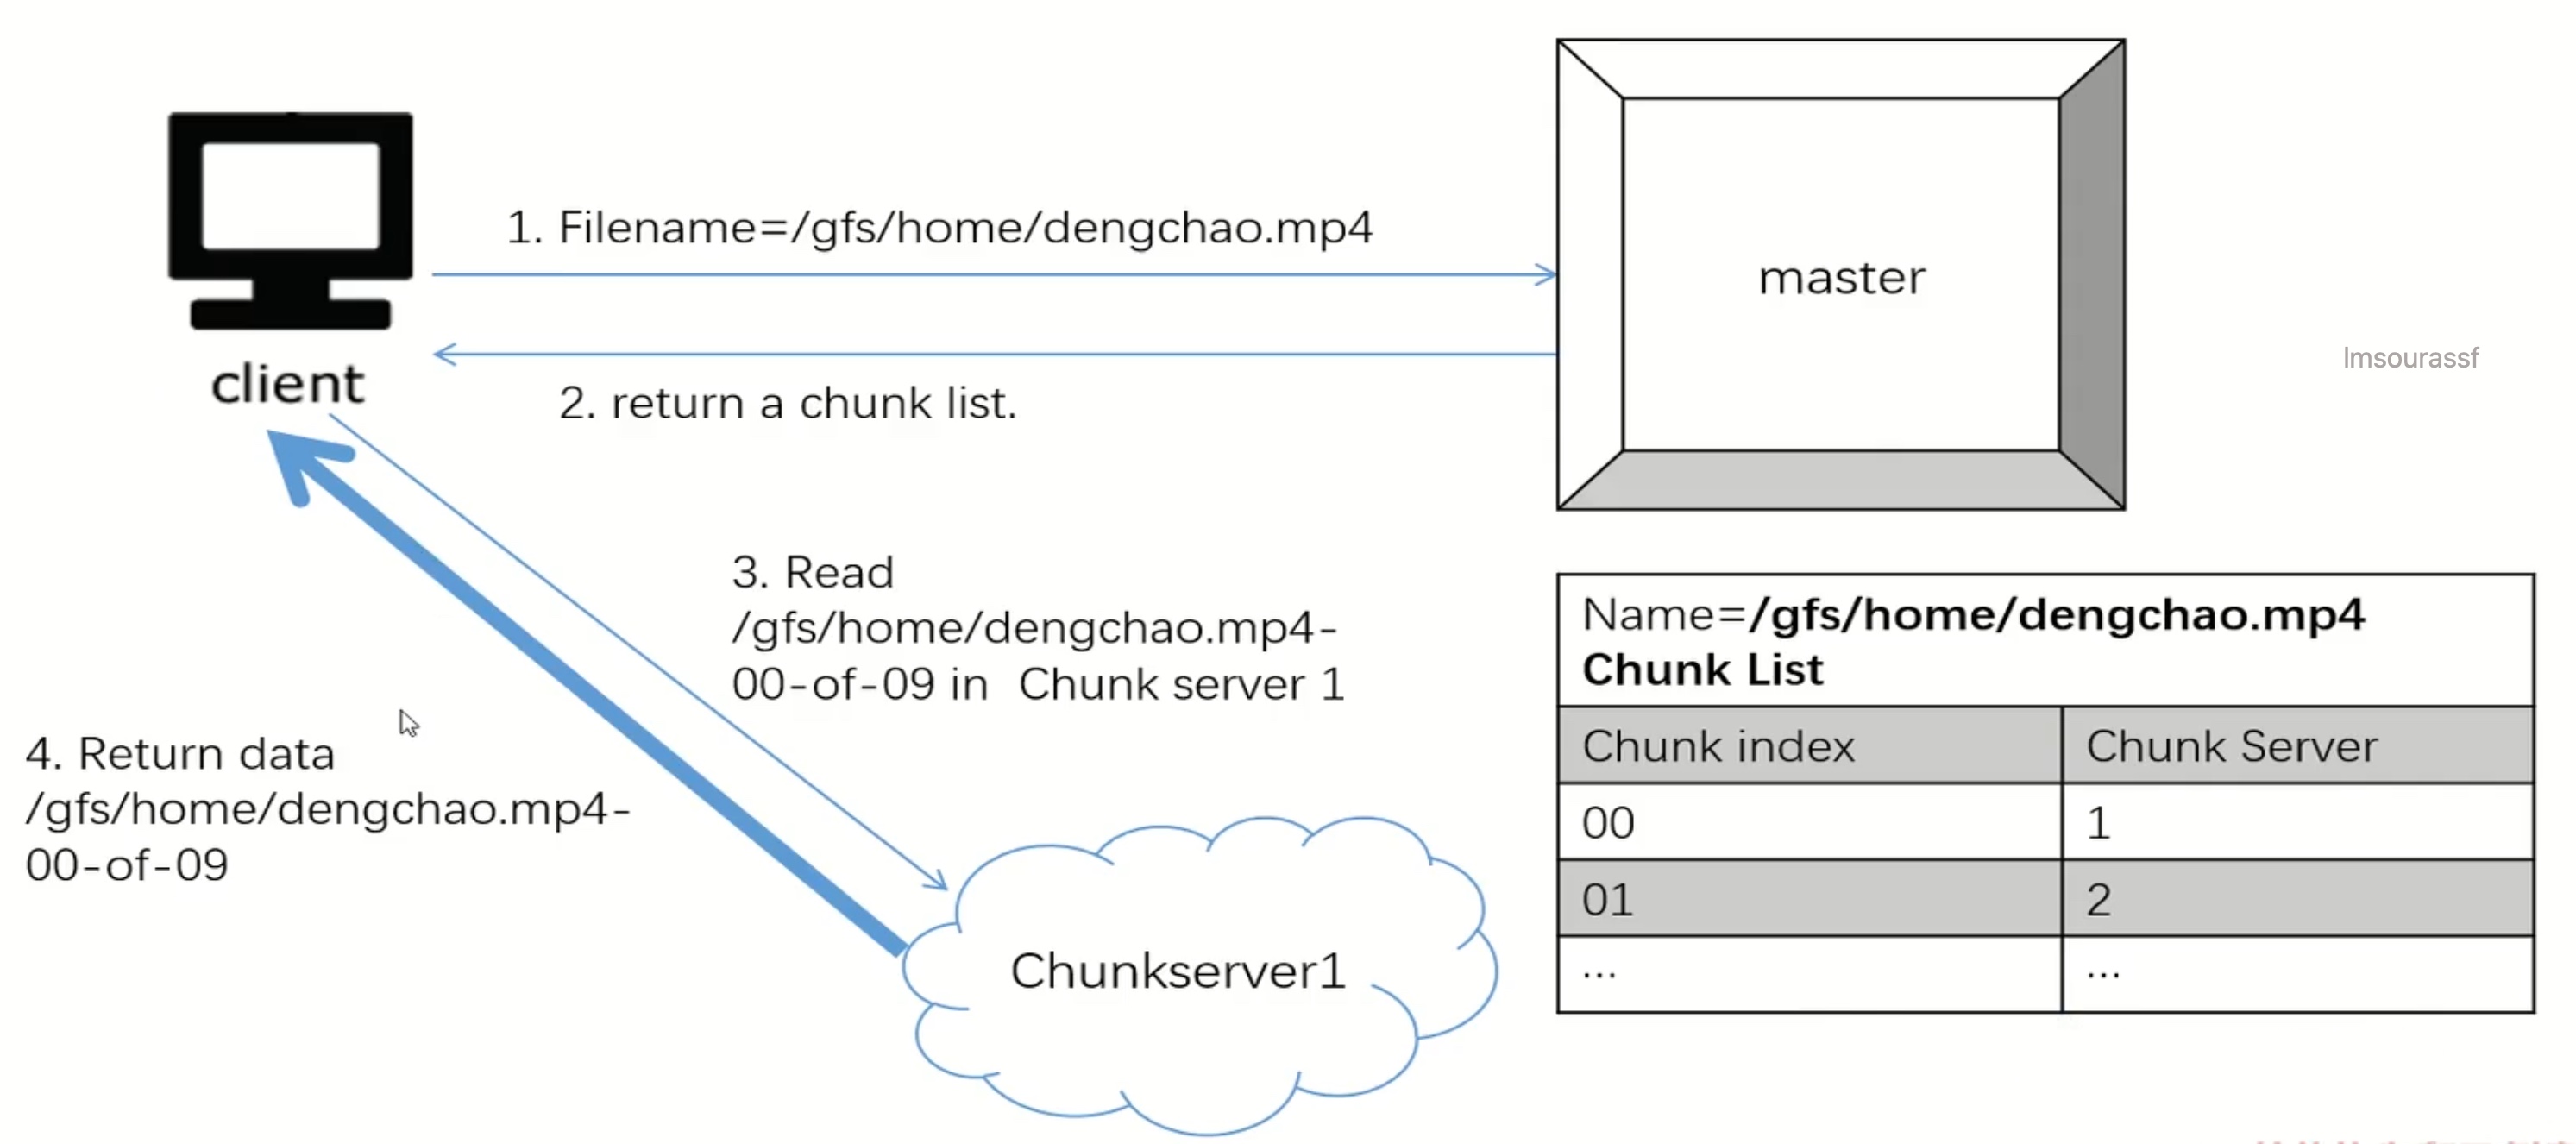 1. Filename=/gfs/home/dengchao.mp4
master
client
2. return a chunk list.
lmsourassf
3. Read
/gfs/home/dengchao.mp4-
00-of-09 in Chunk server 1
4. Return data
/gfs/home/dengchao.mp4-
00-of-09
Chunkserver1
Name=/gfs/home/dengchao.mp4
Chunk List
Chunk index Chunk Server
00 1
01 2
... ...